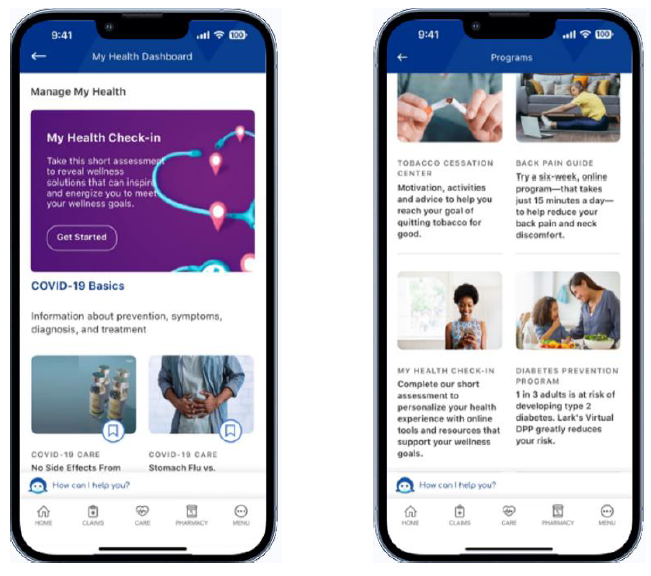 9:41
100
My Health Dashboard
Manage My Health
My Health Check-in
Take this short assessment
to reveal wellness
solutions that can inspire
and energize you to meet
your wellness goals.
Get Started
COVID-19 Basics
Information about prevention, symptoms,
diagnosis, and treatment
COVID-19 CARE
No Side Effects From
COVID-19 CARE
Stomach Flu vs.
How can I help you?
HOME
CLAIMS
CARE
PHARMACY
MENU
9:41
100
Programs
TOBACCO CESSATION
CENTER
Motivation, activities
and advice to help you
reach your goal of
quitting tobacco for
good.
BACK PAIN GUIDE
Try a six-week, online
program—that takes
just 15 minutes a day—
to help reduce your
back pain and neck
discomfort.
MY HEALTH CHECK-IN
Complete our short
assessment to
personalize your health
experience with online
tools and resources that
support your wellness
goals.
DIABETES PREVENTION
PROGRAM
1 in 3 adults is at risk of
developing type 2
diabetes. Lark's Virtual
DPP greatly reduces
your risk.
How can I help you?
HOME
CLAIMS
CARE
PHARMACY
MENU